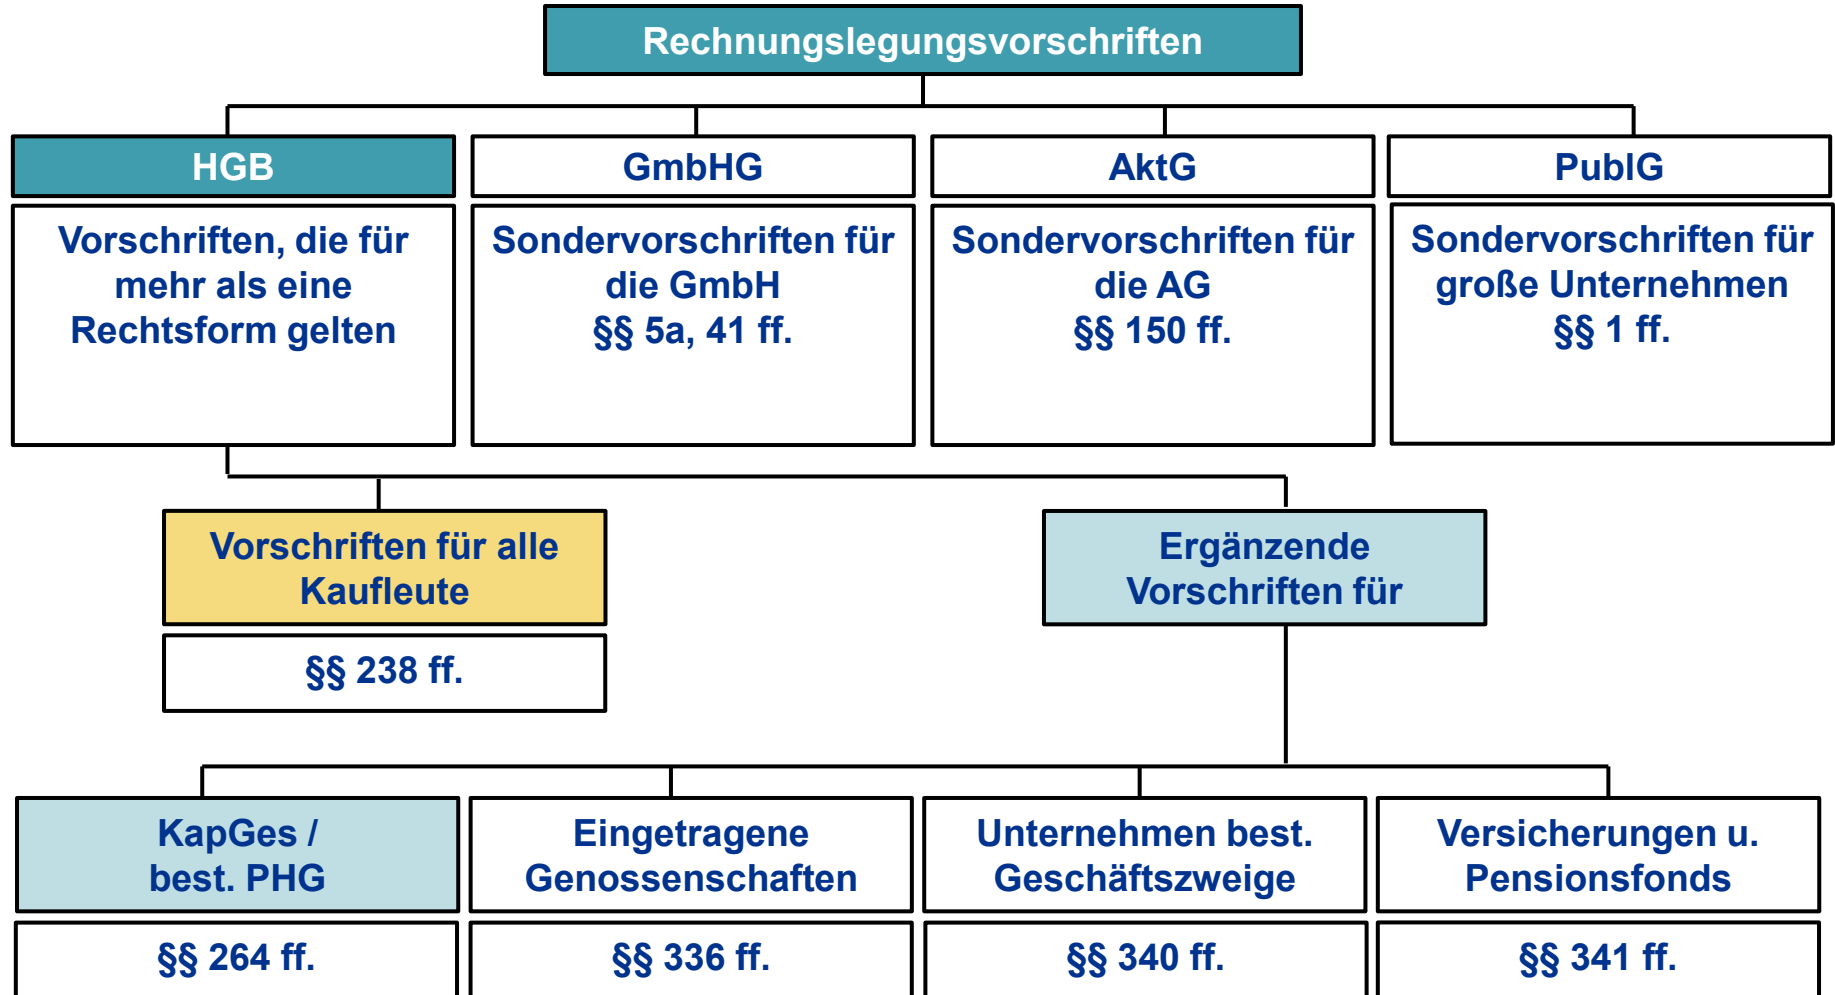 Rechnungslegungsvorschriften
HGB
GmbHG
AktG
PublG
Vorschriften, die für
mehr als eine
Rechtsform gelten
Sondervorschriften für
die GmbH
§§ 5a, 41 ff.
Sondervorschriften für
die AG
§§ 150 ff.
Sondervorschriften für
große Unternehmen
§§ 1 ff.
Vorschriften für alle
Kaufleute
§§ 238 ff.
Ergänzende
Vorschriften für
KapGes /
best. PHG
Eingetragene
Genossenschaften
Unternehmen best.
Geschäftszweige
Versicherungen u.
Pensionsfonds
§§ 264 ff.
§§ 336 ff.
§§ 340 ff.
§§ 341 ff.